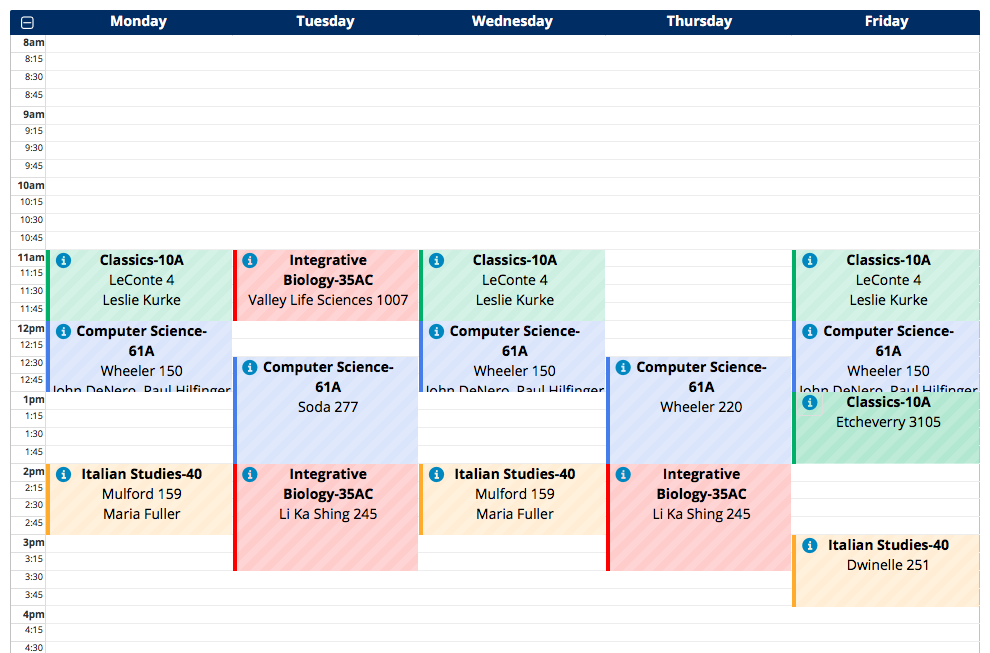 Monday Tuesday Wednesday Thursday Friday
8am
8:15
8:30
8:45
9am
9:15
9:30
9:45
10am
10:15
10:30
10:45
11am
11:15
11:30
11:45
12pm
12:15
12:30
12:45
1pm
1:15
1:30
1:45
2pm
2:15
2:30
2:45
3pm
3:15
3:30
3:45
4pm
4:15
4:30
Classics-10A
LeConte 4
Leslie Kurke
Computer Science-
61A
Wheeler 150
John DeNero, Paul Hilfinger
Italian Studies-40
Mulford 159
Maria Fuller
Integrative
Biology-35AC
Valley Life Sciences 1007
Computer Science-
61A
Soda 277
Integrative
Biology-35AC
Li Ka Shing 245
Classics-10A
LeConte 4
Leslie Kurke
Computer Science-
61A
Wheeler 150
John DeNero, Paul Hilfinger
Italian Studies-40
Mulford 159
Maria Fuller
Computer Science-
61A
Wheeler 220
Integrative
Biology-35AC
Li Ka Shing 245
Classics-10A
LeConte 4
Leslie Kurke
Computer Science-
61A
Wheeler 150
John DeNero, Paul Hilfinger
Classics-10A
Etcheverry 3105
Italian Studies-40
Dwinelle 251